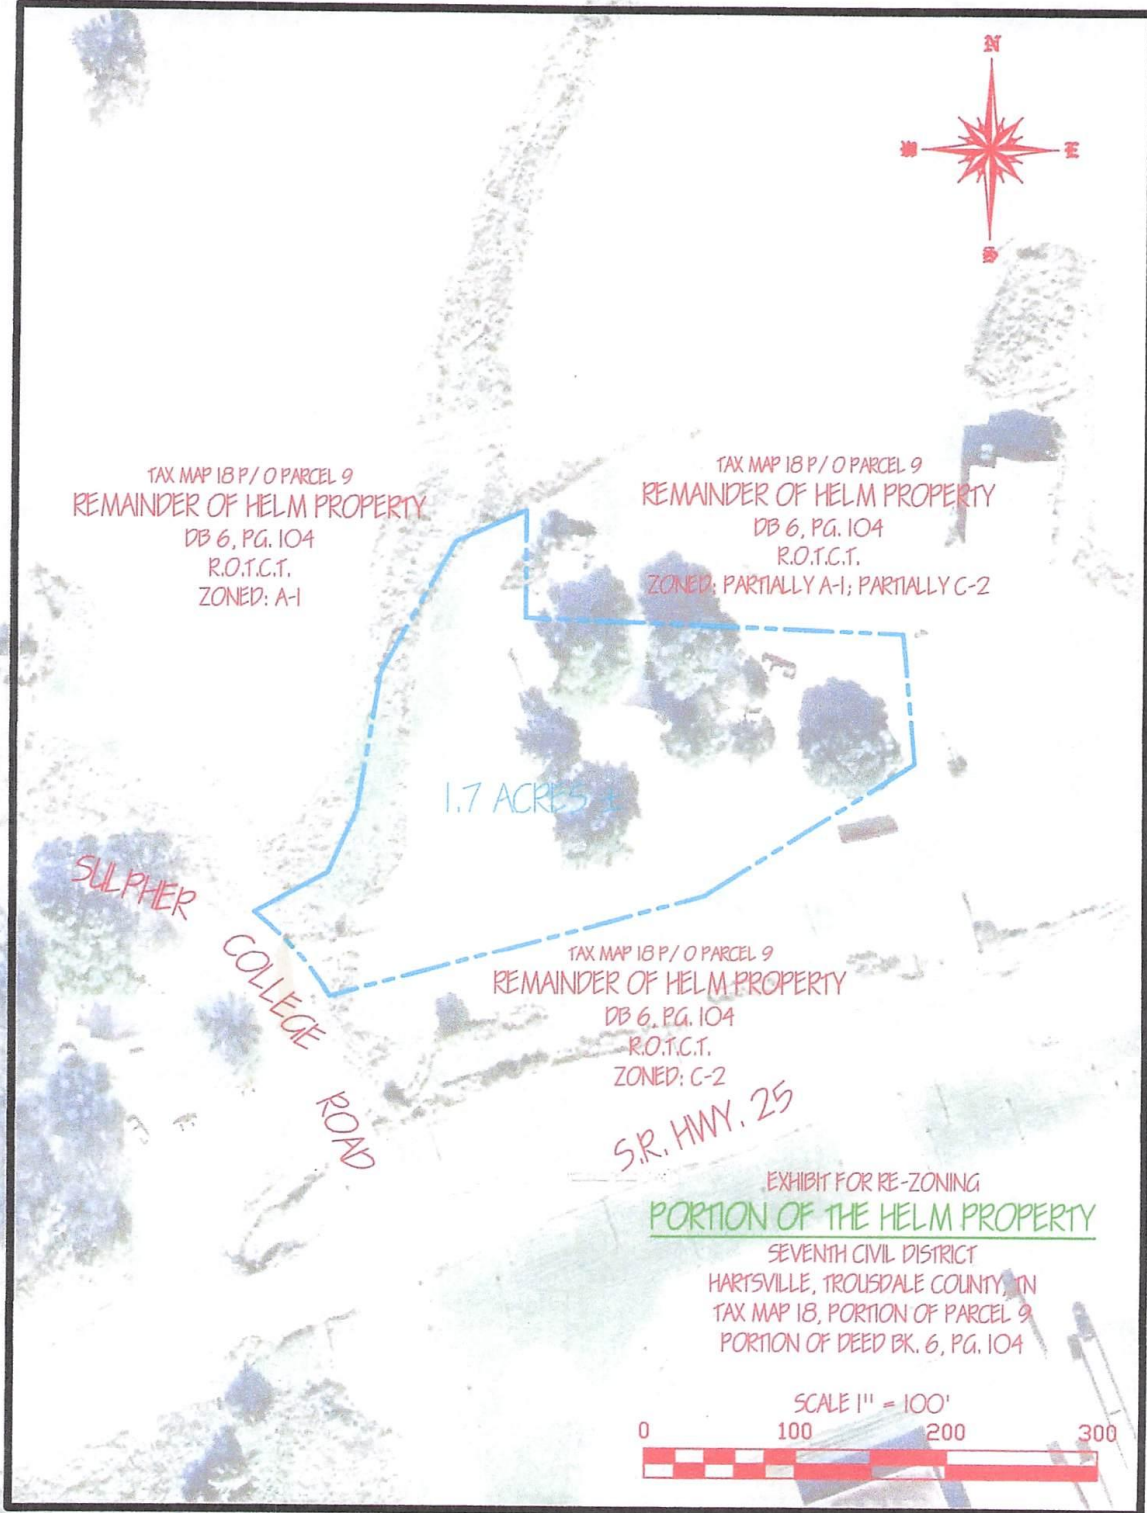 N
W E
S
TAX MAP 18 P/O PARCEL 9
REMAINDER OF HELM PROPERTY
DB 6, PG. 104
R.O.T.C.T.
ZONED: A-1
TAX MAP 18 P/O PARCEL 9
REMAINDER OF HELM PROPERTY
DB 6, PG. 104
R.O.T.C.T.
ZONED: PARTIALLY A-1; PARTIALLY C-2
1.7 ACRES ±
SULPHER
COLLEGE
ROAD
TAX MAP 18 P/O PARCEL 9
REMAINDER OF HELM PROPERTY
DB 6, PG. 104
R.O.T.C.T.
ZONED: C-2
S.R. HWY. 25
EXHIBIT FOR RE-ZONING
PORTION OF THE HELM PROPERTY
SEVENTH CIVIL DISTRICT
HARTSVILLE, TROUSDALE COUNTY, TN
TAX MAP 18, PORTION OF PARCEL 9
PORTION OF DEED BK. 6, PG. 104
SCALE 1" = 100'
0 100 200 300